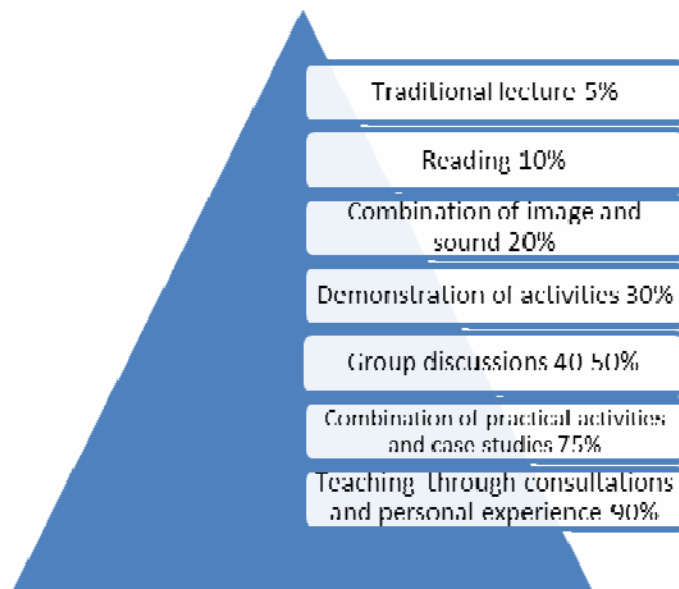 Traditional lecture 5%
Reading 10%
Combination of image and
sound 20%
Demonstration of activities 30%
Group discussions 40-50%
Combination of practical activities
and case studies 75%
Teaching through consultations
and personal experience 90%